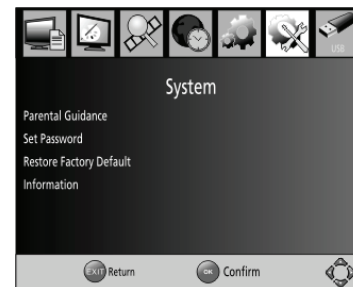 USB
System
Parental Guidance
Set Password
Restore Factory Default
Information
EXIT Return
OK Confirm